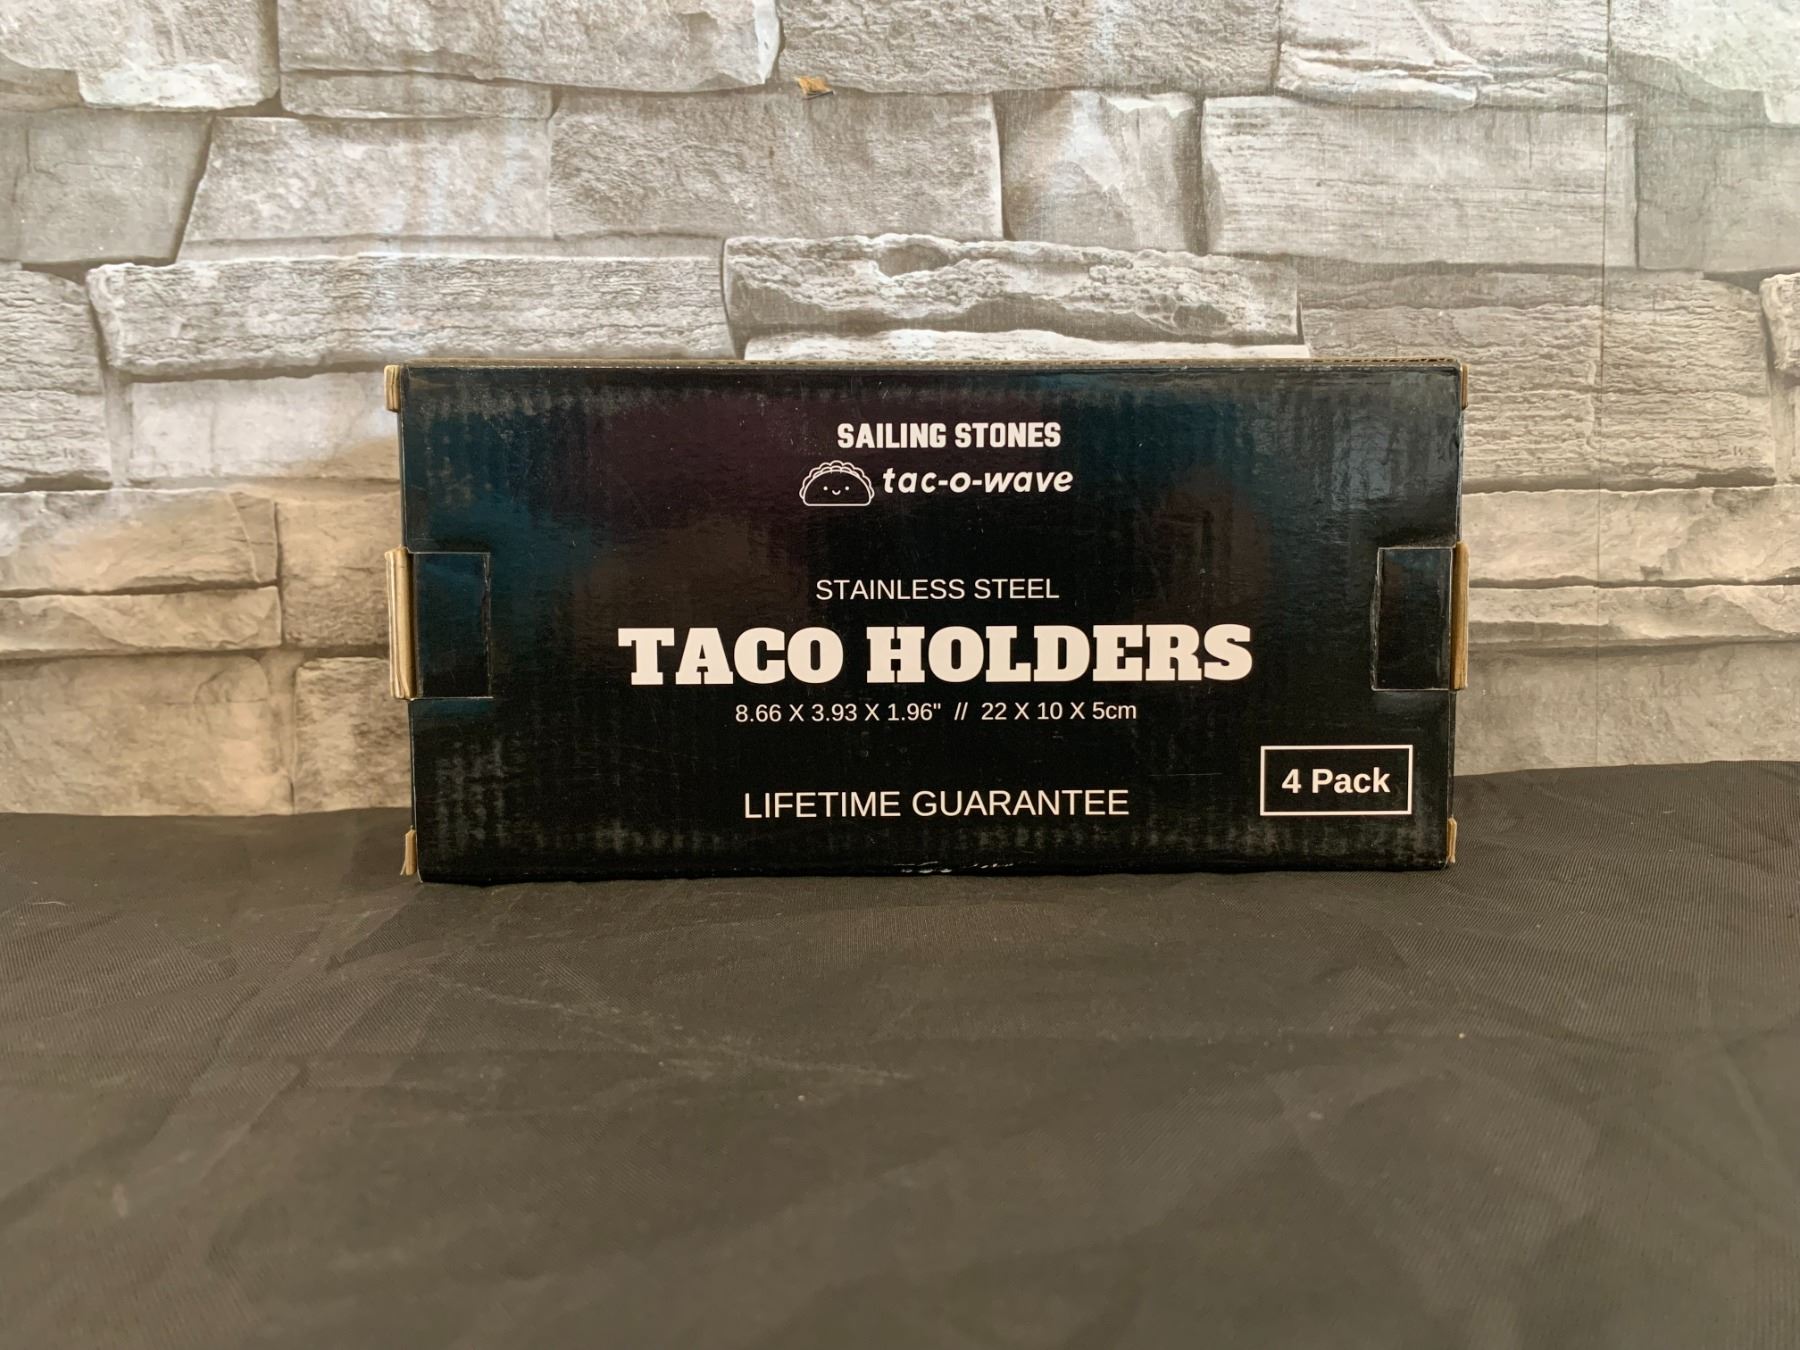 SAILING STONES
tac-o-wave
STAINLESS STEEL
TACO HOLDERS
8.66 X 3.93 X 1.96" // 22 X 10 X 5cm
LIFETIME GUARANTEE
4 Pack